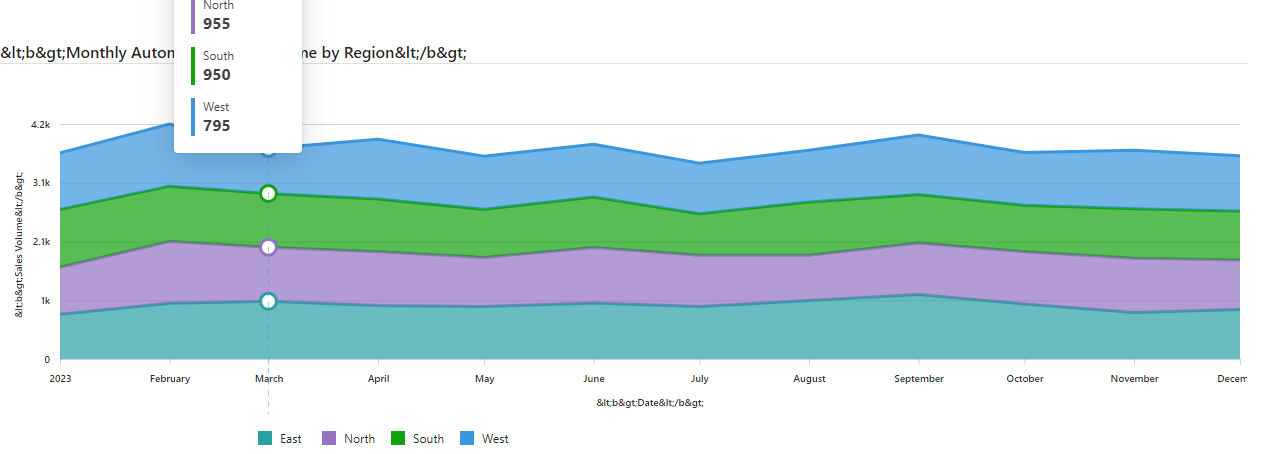 North
955
&lt;b&gt;Monthly Autom me by Region&lt;/b&gt;
South
950
West
795
4.2k
3.1k
2.1k
1k
0
&lt;b&gt;Sales Volume&lt;/b&gt;
2023 February March April May June July August September October November Decem
&lt;b&gt;Date&lt;/b&gt;
East North South West